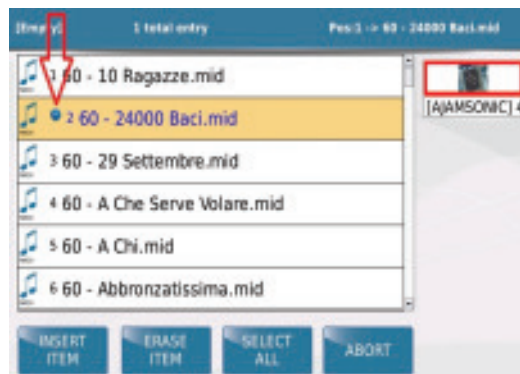 [Empty] 1 total entry Pos:1 -> 60 - 24000 Baci.mid
1 60 - 10 Ragazze.mid
2 60 - 24000 Baci.mid
[AJAMSONIC] 4
3 60 - 29 Settembre.mid
4 60 - A Che Serve Volare.mid
5 60 - A Chi.mid
6 60 - Abbronzatissima.mid
INSERT ITEM
ERASE ITEM
SELECT ALL
ABORT